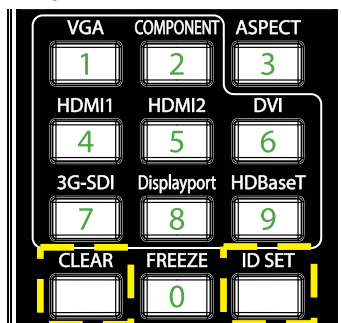 VGA COMPONENT ASPECT
1 2 3
HDMI1 HDMI2 DVI
4 5 6
3G-SDI Displayport HDBaseT
7 8 9
CLEAR FREEZE ID SET
0